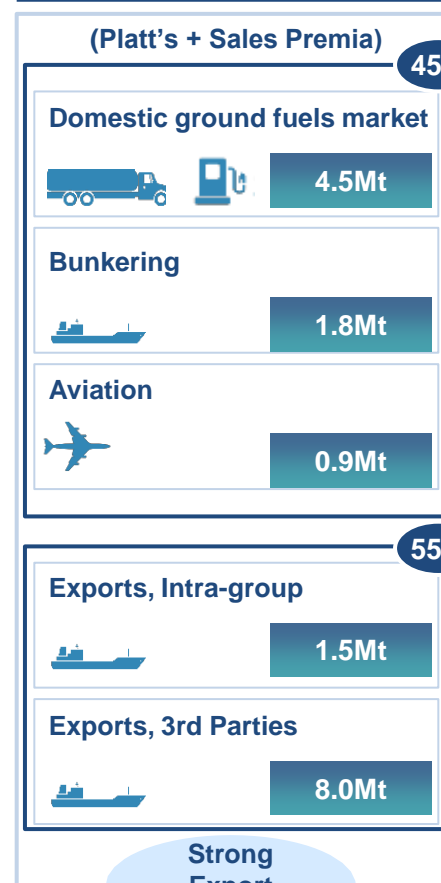 (Platt's + Sales Premia)
45
Domestic ground fuels market
4.5Mt
Bunkering
1.8Mt
Aviation
0.9Mt
55
Exports, Intra-group
1.5Mt
Exports, 3rd Parties
8.0Mt
Strong
Export